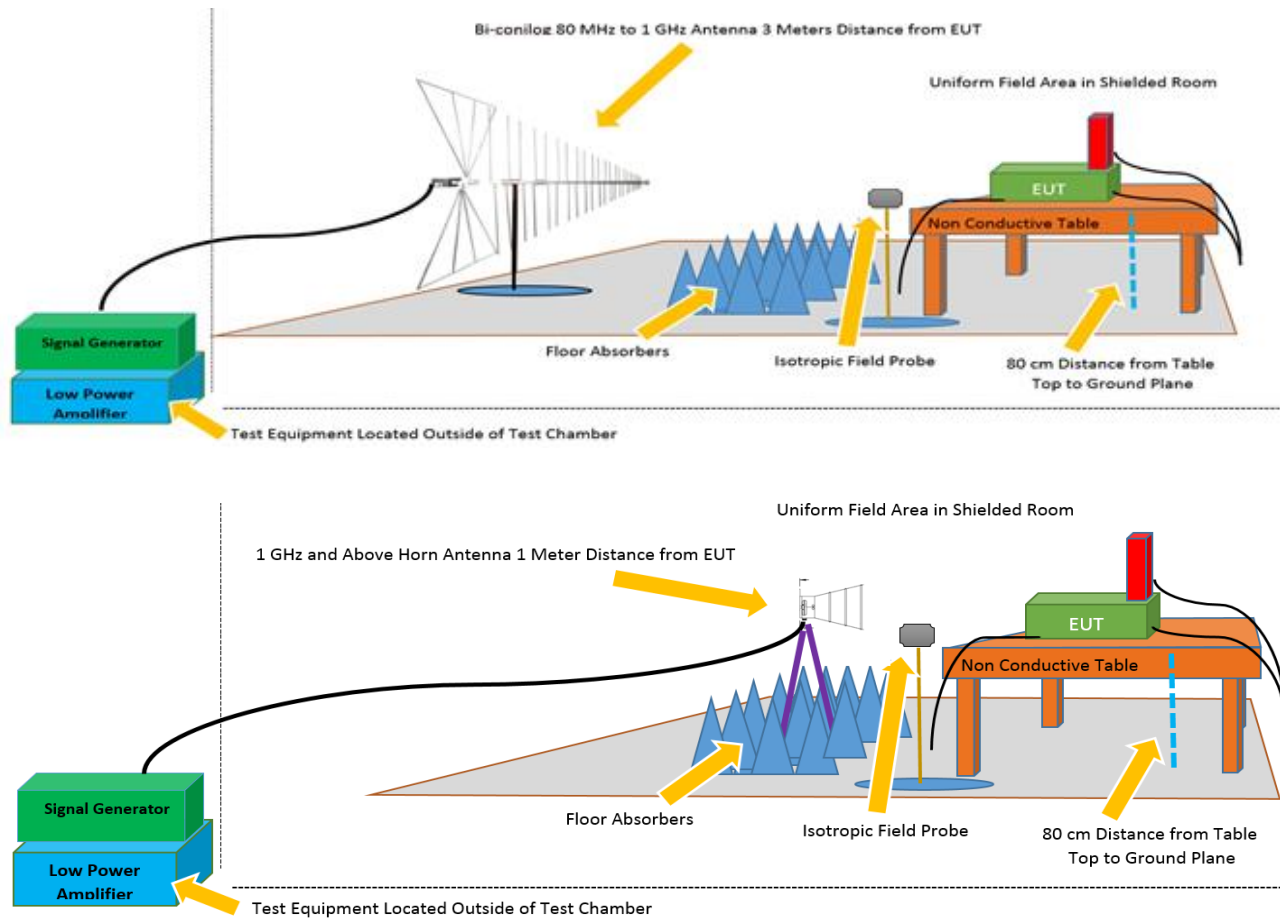 Bi-conilog 80 MHz to 1 GHz Antenna 3 Meters Distance from EUT
Uniform Field Area in Shielded Room
EUT
Non Conductive Table
Signal Generator
Floor Absorbers
Isotropic Field Probe
80 cm Distance from Table
Top to Ground Plane
Low Power
Amolifier
Test Equipment Located Outside of Test Chamber
Uniform Field Area in Shielded Room
1 GHz and Above Horn Antenna 1 Meter Distance from EUT
EUT
Non Conductive Table
Signal Generator
Floor Absorbers
Isotropic Field Probe
80 cm Distance from Table
Top to Ground Plane
Low Power
Amplifier
Test Equipment Located Outside of Test Chamber